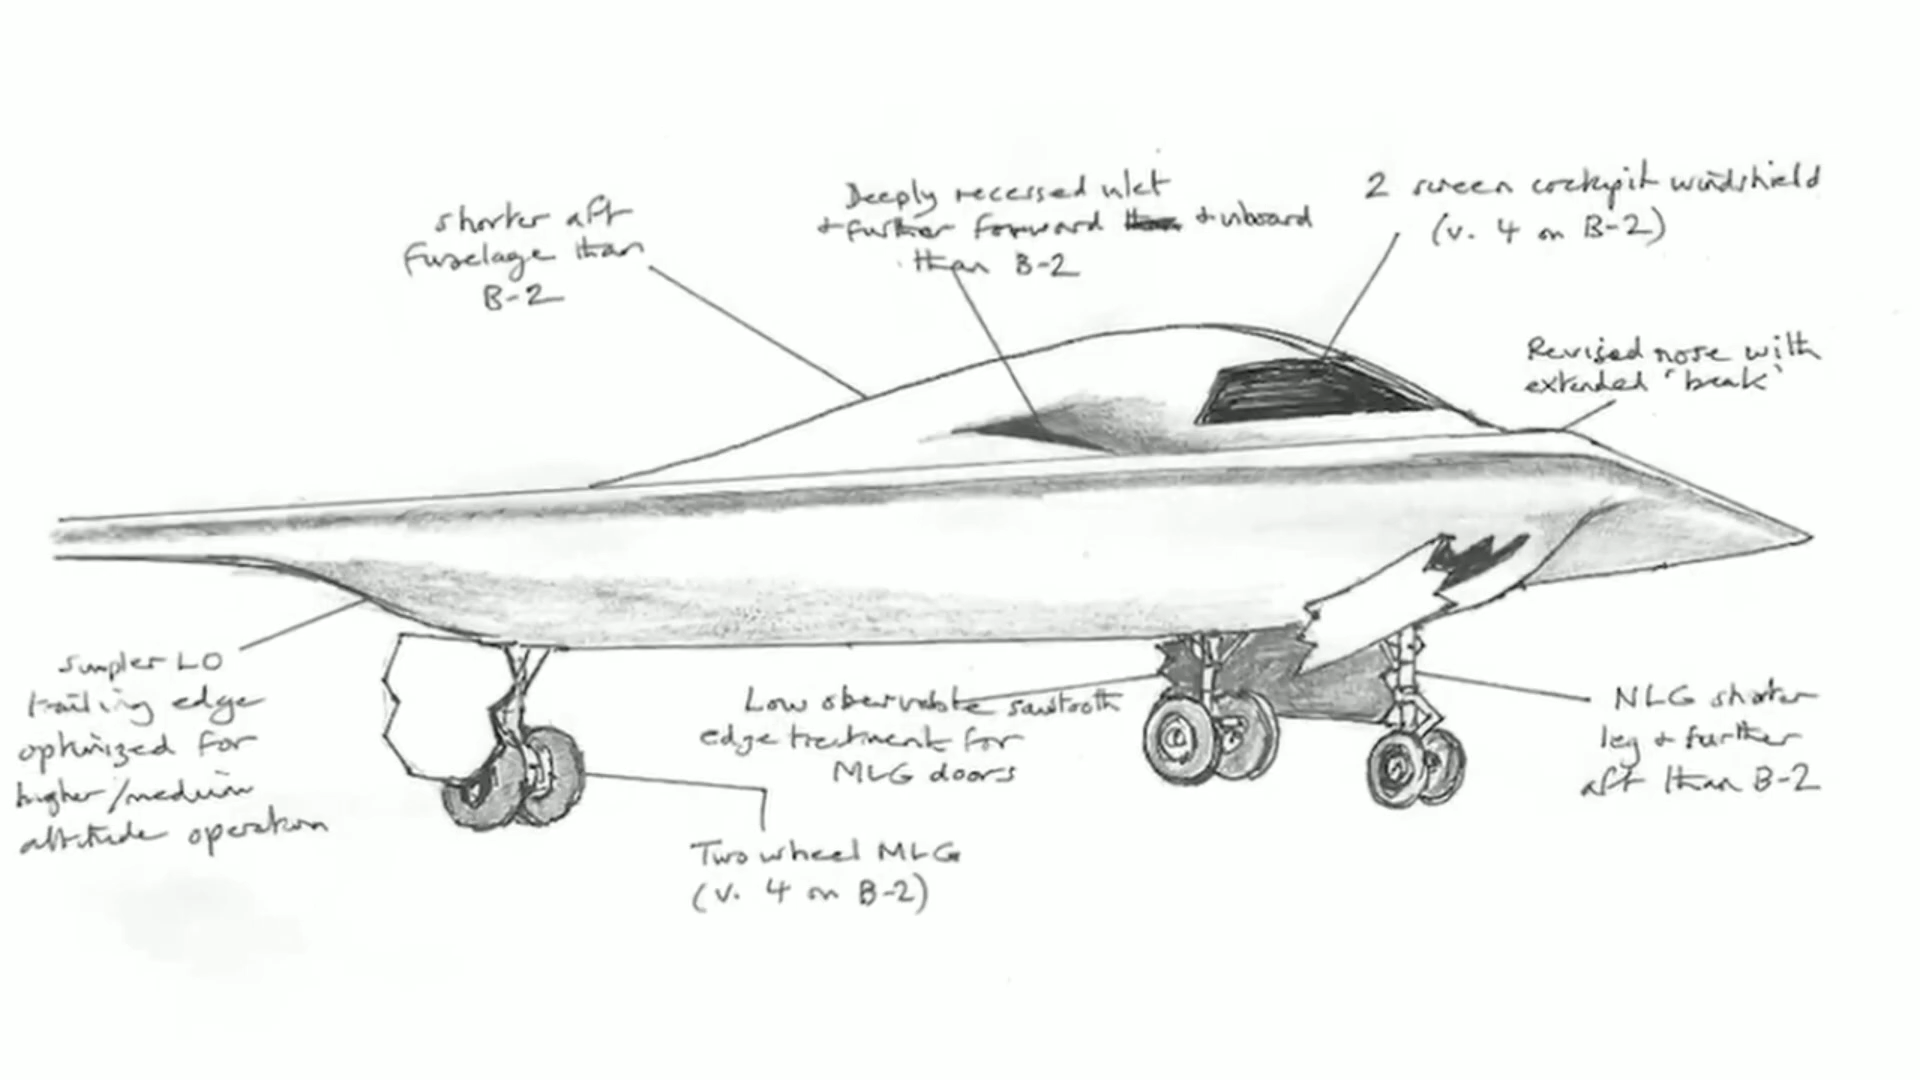 shorter aft
fuselage than
B-2
Deeply recessed inlet
+ further forward + inboard
than B-2
2 screen cockpit windshield
(v. 4 on B-2)
Revised nose with
extended 'beak'
Simpler LO
trailing edge
optimized for
higher/medium
altitude operation
Low observable sawtooth
edge treatment for
MLG doors
Two wheel MLG
(v. 4 on B-2)
NLG shorter
leg + further
aft than B-2